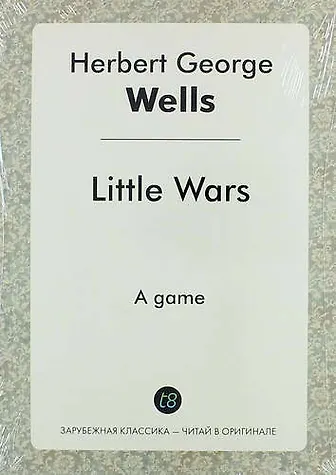 Herbert George
Wells
Little Wars
A game
t8
ЗАРУБЕЖНАЯ КЛАССИКА — ЧИТАЙ В ОРИГИНАЛЕ